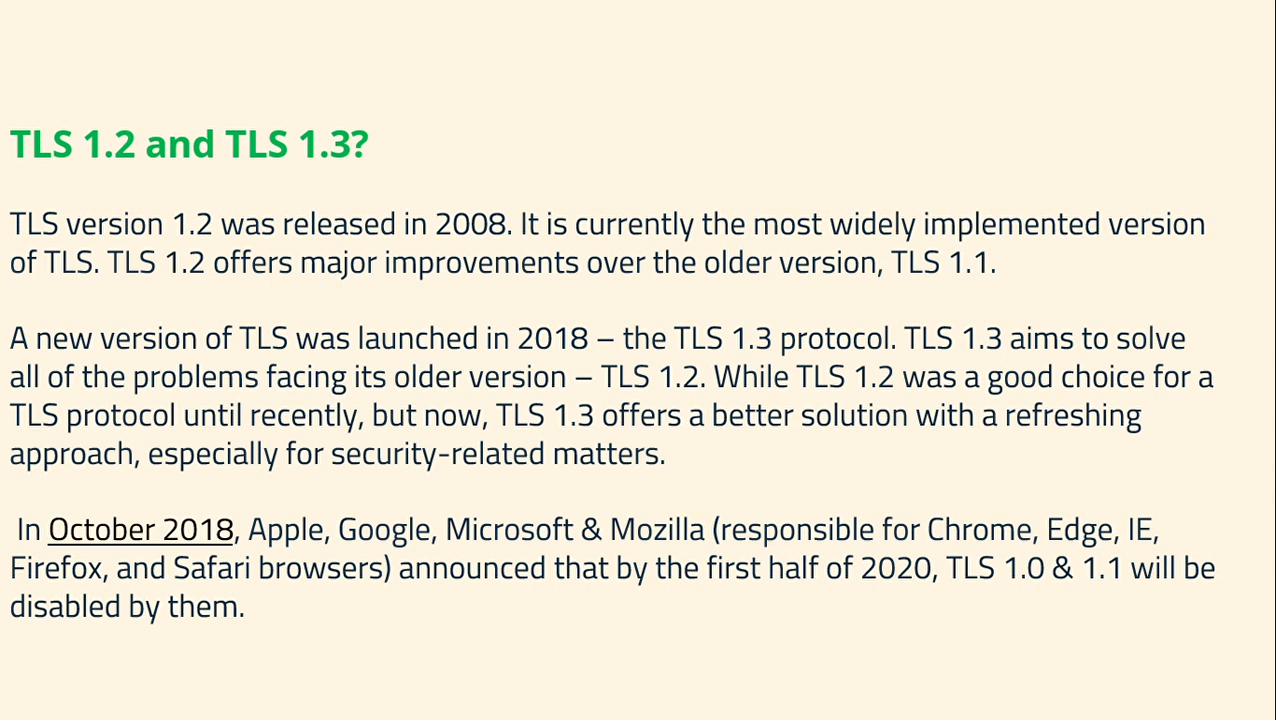 TLS 1.2 and TLS 1.3?
TLS version 1.2 was released in 2008. It is currently the most widely implemented version
of TLS. TLS 1.2 offers major improvements over the older version, TLS 1.1.
A new version of TLS was launched in 2018 – the TLS 1.3 protocol. TLS 1.3 aims to solve
all of the problems facing its older version – TLS 1.2. While TLS 1.2 was a good choice for a
TLS protocol until recently, but now, TLS 1.3 offers a better solution with a refreshing
approach, especially for security-related matters.
In October 2018, Apple, Google, Microsoft & Mozilla (responsible for Chrome, Edge, IE,
Firefox, and Safari browsers) announced that by the first half of 2020, TLS 1.0 & 1.1 will be
disabled by them.